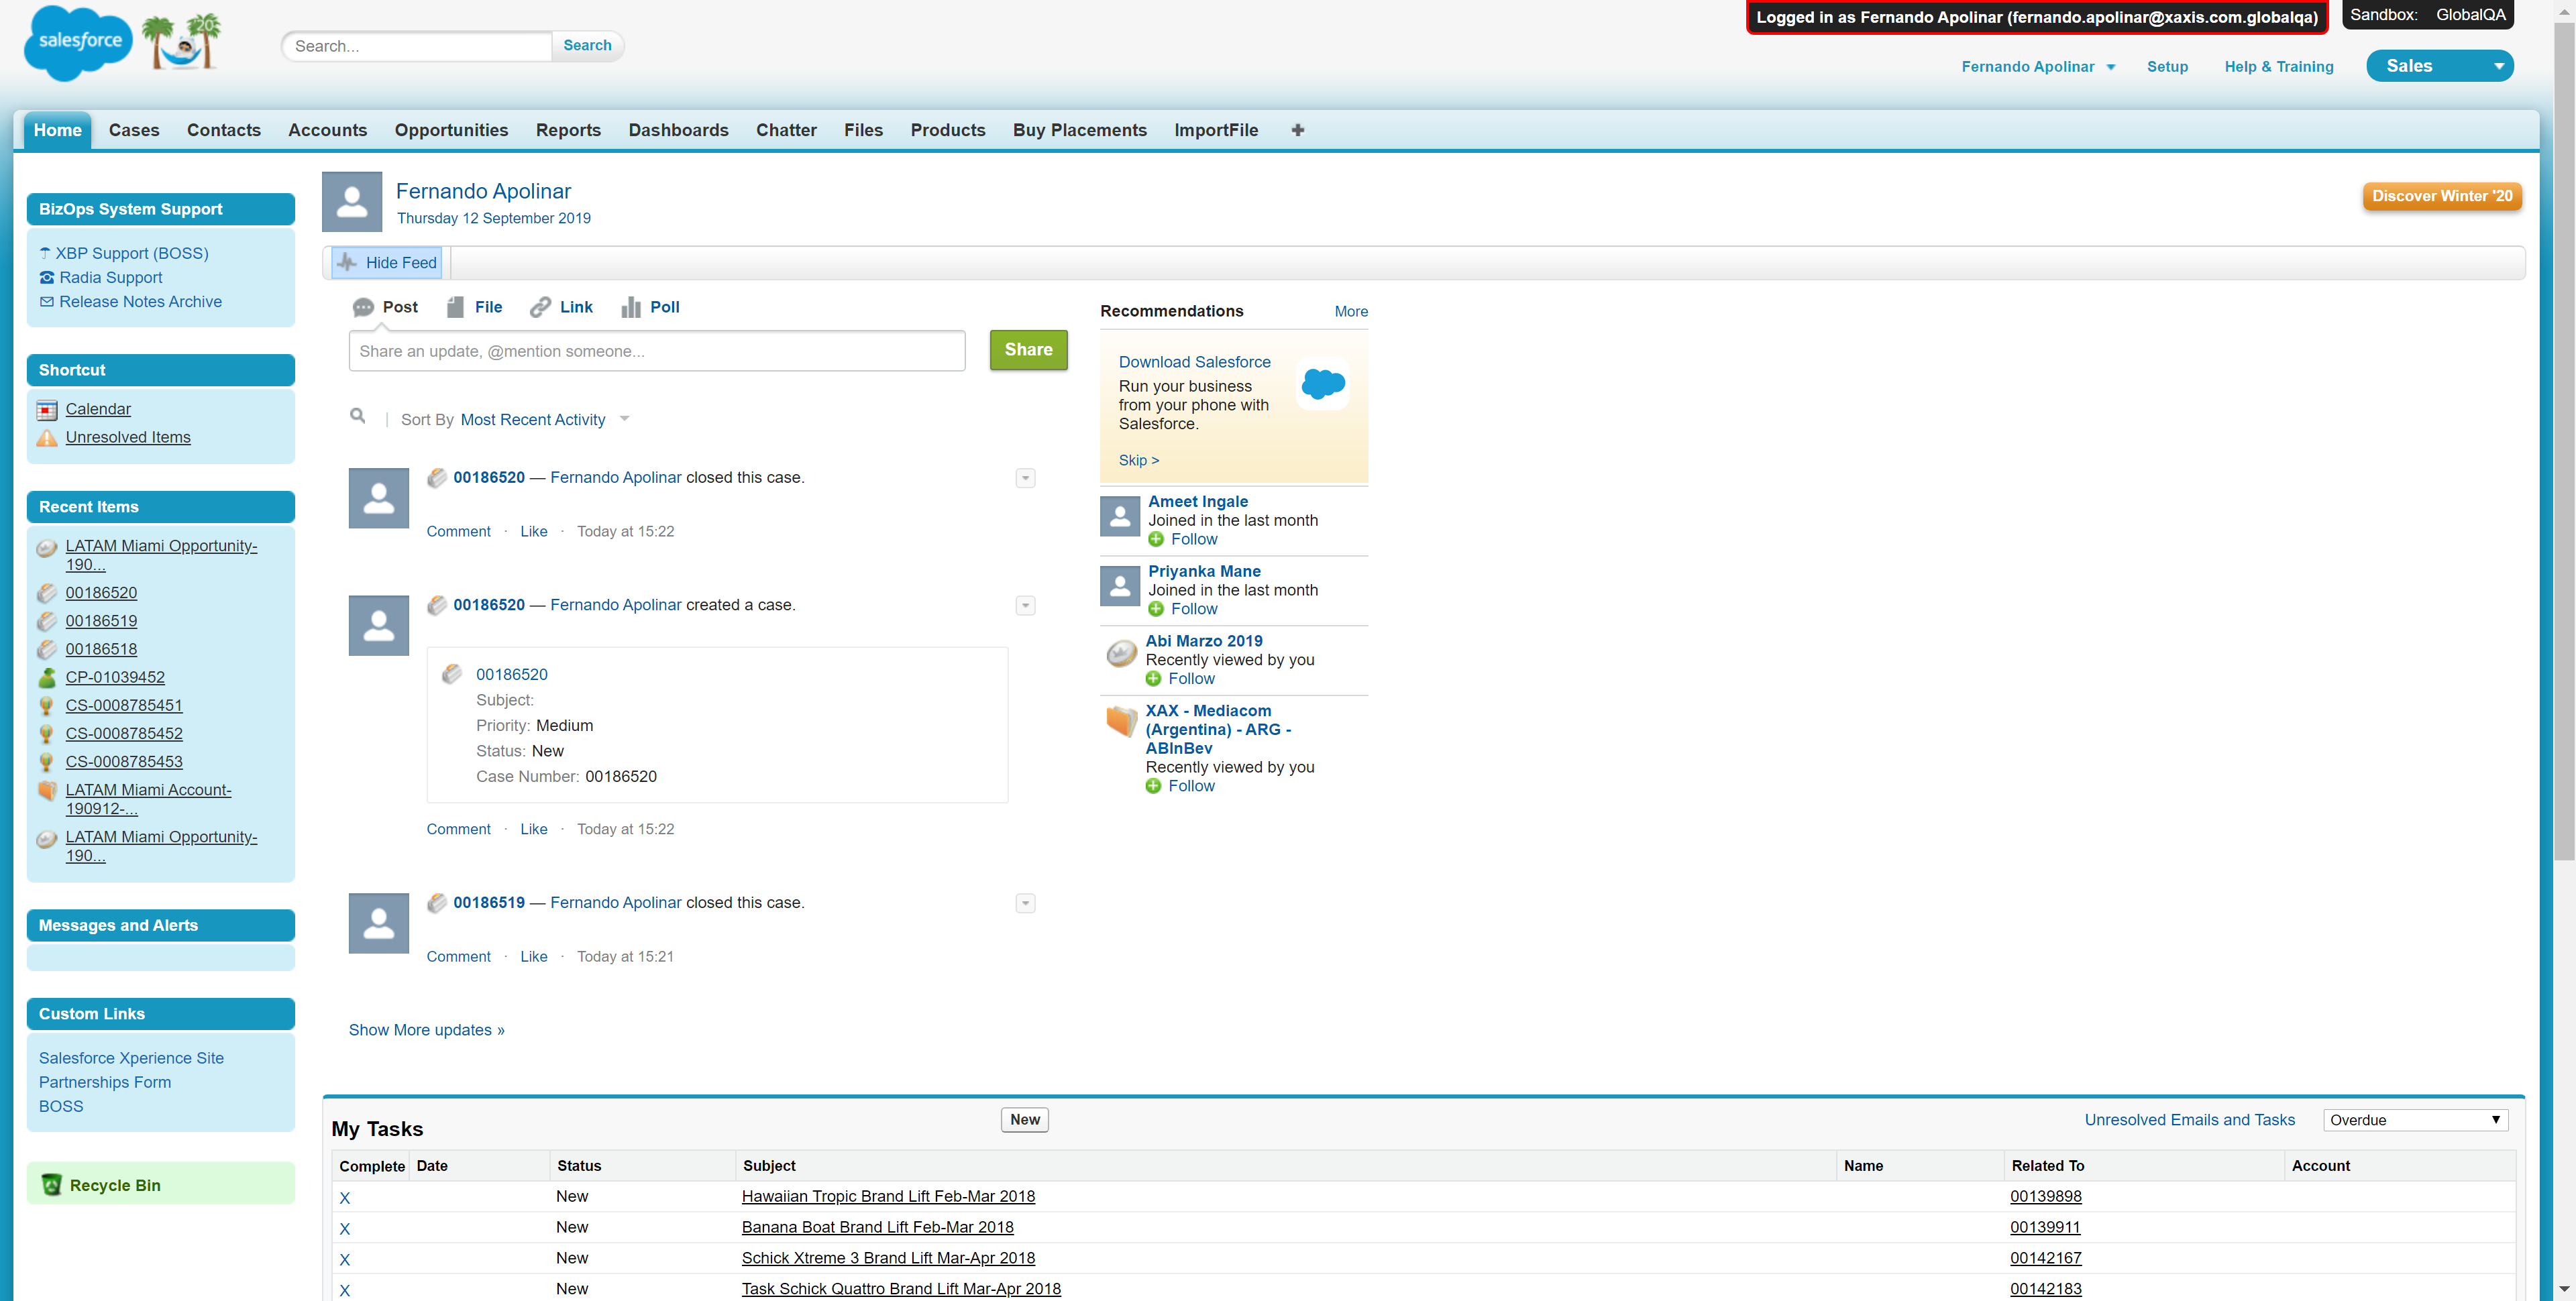 salesforce
'20
Search...
Search
Logged in as Fernando Apolinar (fernando.apolinar@xaxis.com.globalqa)
Sandbox: GlobalQA
Fernando Apolinar
Setup
Help & Training
Sales
Home
Cases
Contacts
Accounts
Opportunities
Reports
Dashboards
Chatter
Files
Products
Buy Placements
ImportFile
BizOps System Support
XBP Support (BOSS)
Radia Support
Release Notes Archive
Shortcut
Calendar
Unresolved Items
Recent Items
LATAM Miami Opportunity-
190...
00186520
00186519
00186518
CP-01039452
CS-0008785451
CS-0008785452
CS-0008785453
LATAM Miami Account-
190912-...
LATAM Miami Opportunity-
190...
Messages and Alerts
Custom Links
Salesforce Xperience Site
Partnerships Form
BOSS
Recycle Bin
Fernando Apolinar
Thursday 12 September 2019
Discover Winter '20
Hide Feed
Post
File
Link
Poll
Share an update, @mention someone...
Share
Sort By Most Recent Activity
00186520 — Fernando Apolinar closed this case.
Comment · Like · Today at 15:22
00186520 — Fernando Apolinar created a case.
00186520
Subject:
Priority: Medium
Status: New
Case Number: 00186520
Comment · Like · Today at 15:22
00186519 — Fernando Apolinar closed this case.
Comment · Like · Today at 15:21
Show More updates »
Recommendations
More
Download Salesforce
Run your business
from your phone with
Salesforce.
Skip >
Ameet Ingale
Joined in the last month
Follow
Priyanka Mane
Joined in the last month
Follow
Abi Marzo 2019
Recently viewed by you
Follow
XAX - Mediacom
(Argentina) - ARG -
ABInBev
Recently viewed by you
Follow
My Tasks
New
Unresolved Emails and Tasks
Overdue
Complete Date Status Subject Name Related To Account
X New Hawaiian Tropic Brand Lift Feb-Mar 2018 00139898
X New Banana Boat Brand Lift Feb-Mar 2018 00139911
X New Schick Xtreme 3 Brand Lift Mar-Apr 2018 00142167
X New Task Schick Quattro Brand Lift Mar-Apr 2018 00142183